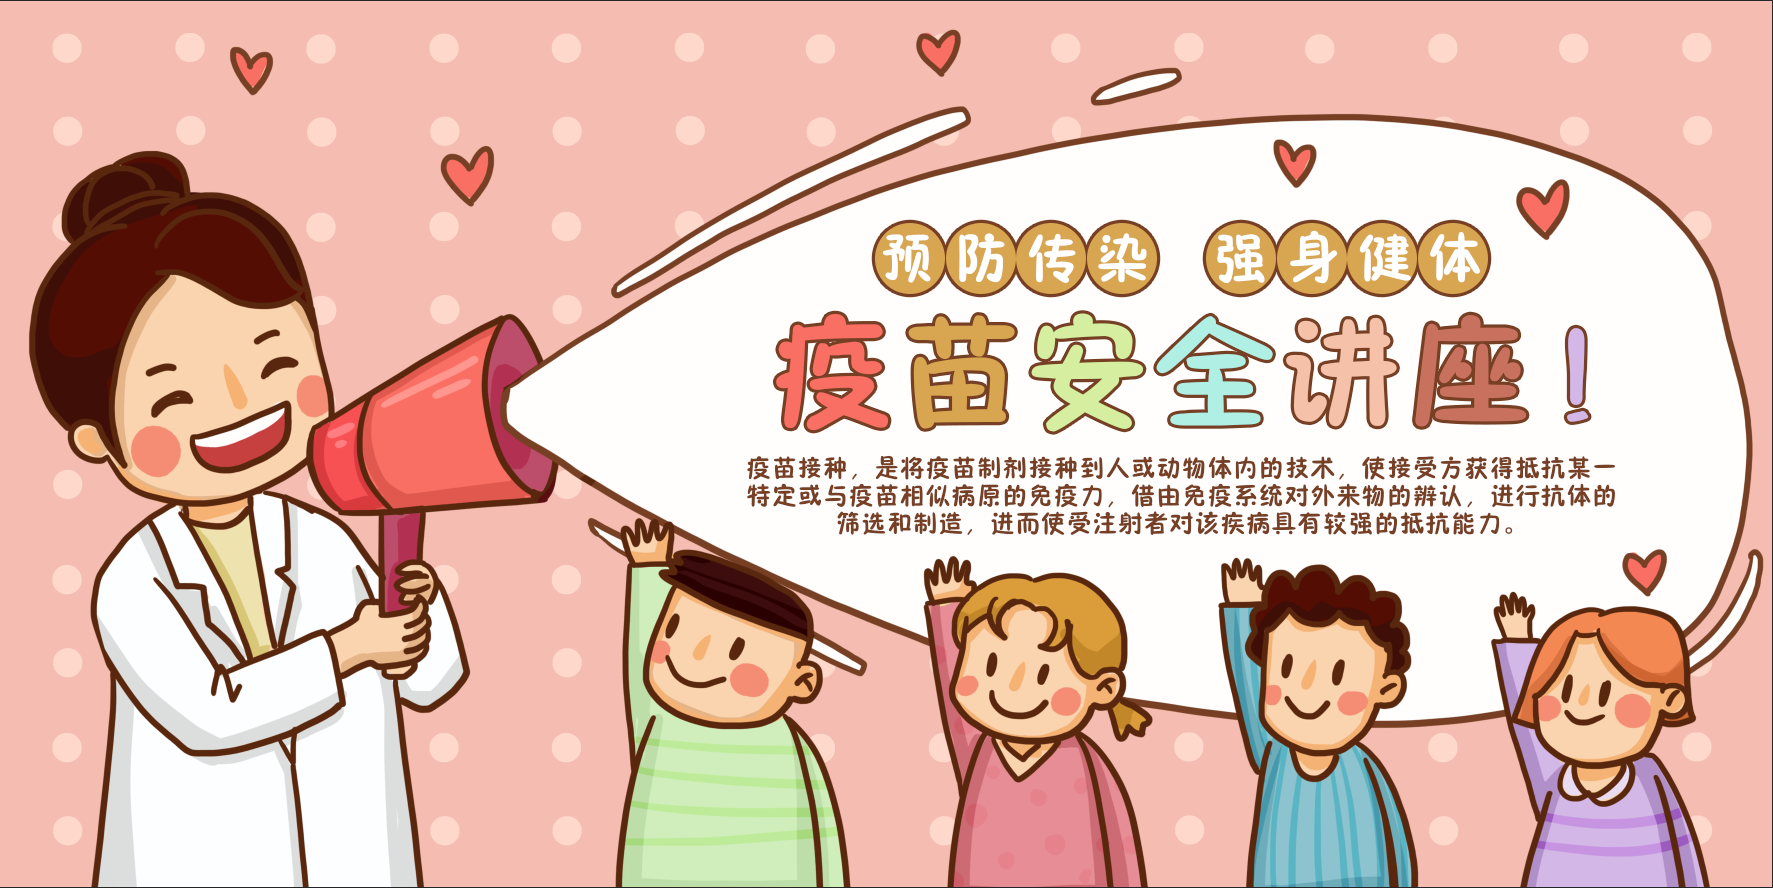 预防传染 强身健体
疫苗安全讲座！
疫苗接种，是将疫苗制剂接种到人或动物体内的技术，使接受方获得抵抗某一
特定或与疫苗相似病原的免疫力，借由免疫系统对外来物的辨认，进行抗体的
筛选和制造，进而使受注射者对该疾病具有较强的抵抗能力。